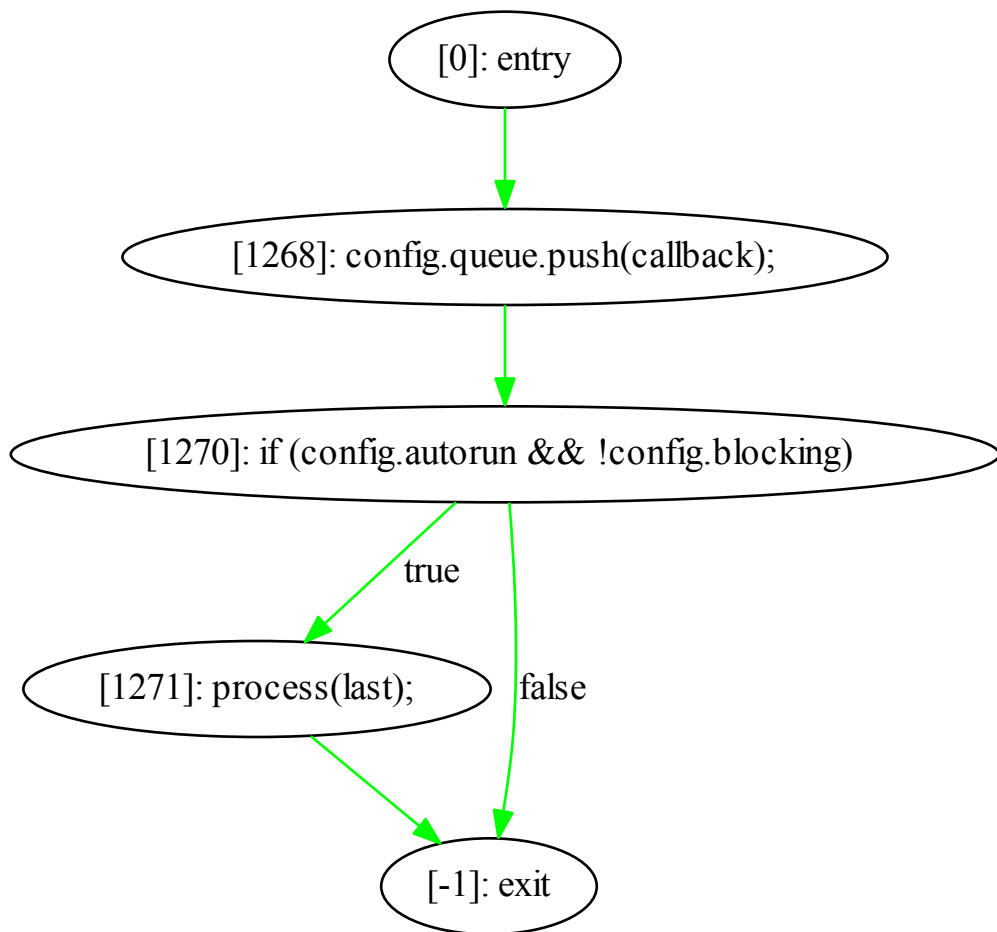 [0]: entry
[1268]: config.queue.push(callback);
[1270]: if (config.autorun && !config.blocking)
true
[1271]: process(last);
false
[-1]: exit